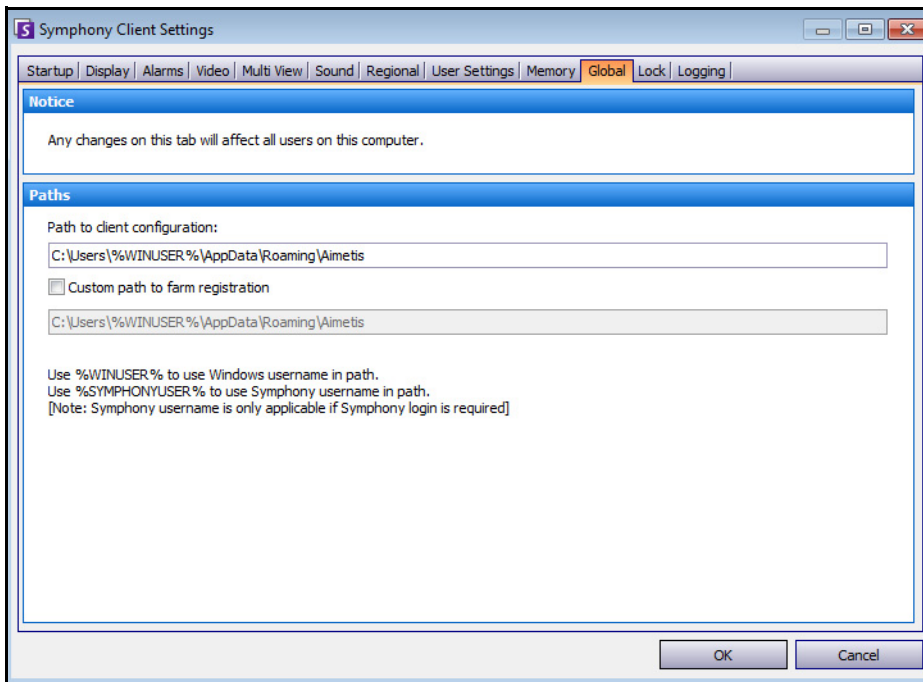 Symphony Client Settings
Startup Display Alarms Video Multi View Sound Regional User Settings Memory Global Lock Logging
Notice
Any changes on this tab will affect all users on this computer.
Paths
Path to client configuration:
C:\Users\%WINUSER%\AppData\Roaming\Aimetis
Custom path to farm registration
C:\Users\%WINUSER%\AppData\Roaming\Aimetis
Use %WINUSER% to use Windows username in path.
Use %SYMPHONYUSER% to use Symphony username in path.
[Note: Symphony username is only applicable if Symphony login is required]
OK Cancel